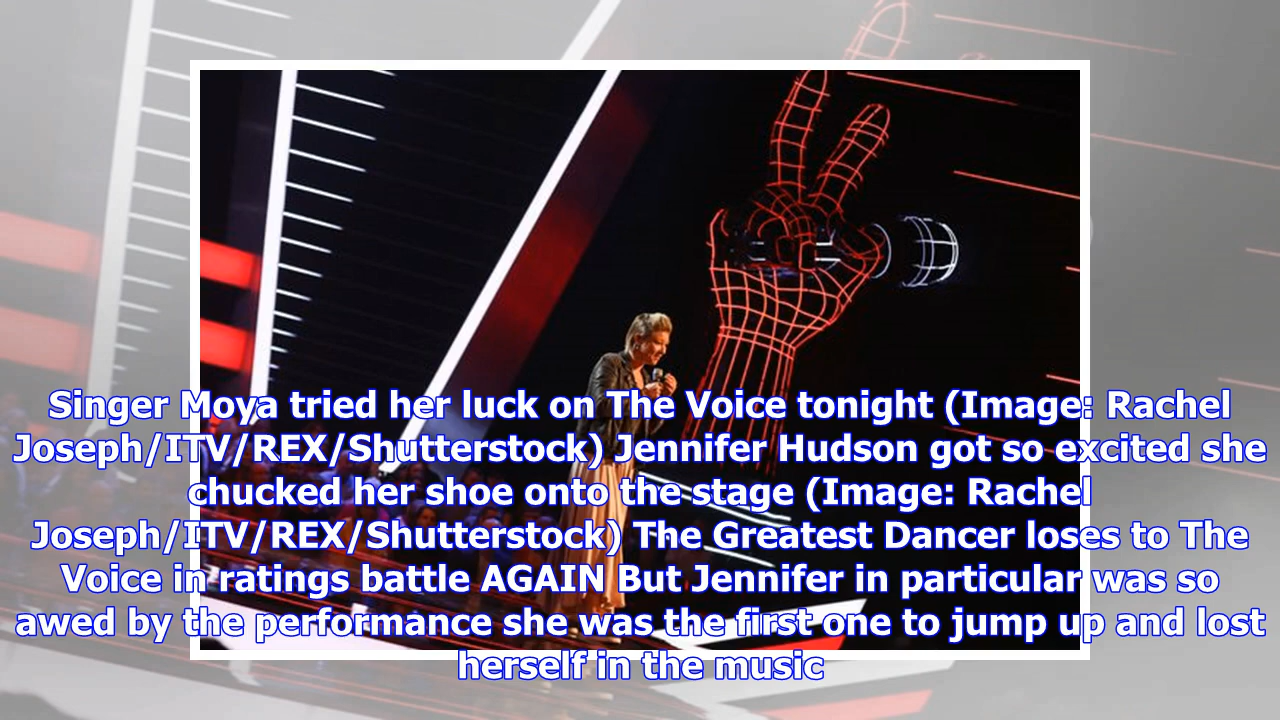 Singer Moya tried her luck on The Voice tonight (Image: Rachel
Joseph/ITV/REX/Shutterstock) Jennifer Hudson got so excited she
chucked her shoe onto the stage (Image: Rachel
Joseph/ITV/REX/Shutterstock) The Greatest Dancer loses to The
Voice in ratings battle AGAIN But Jennifer in particular was so
awed by the performance she was the first one to jump up and lost
herself in the music